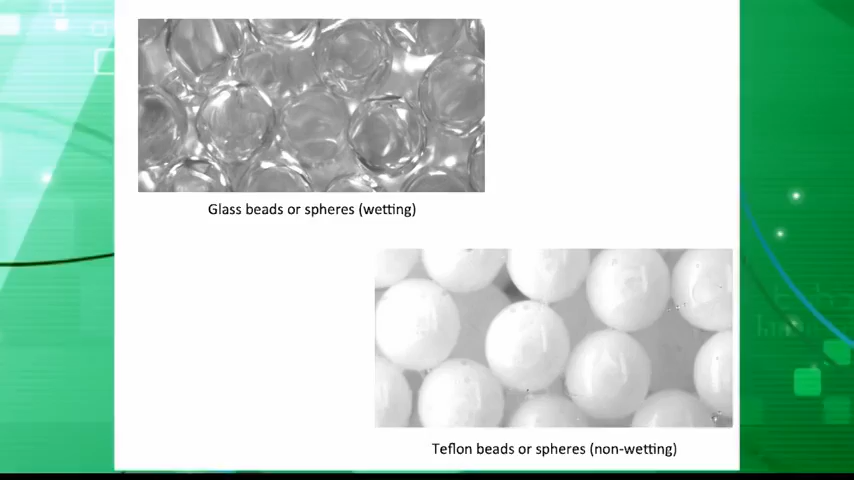 Glass beads or spheres (wetting)
Teflon beads or spheres (non-wetting)